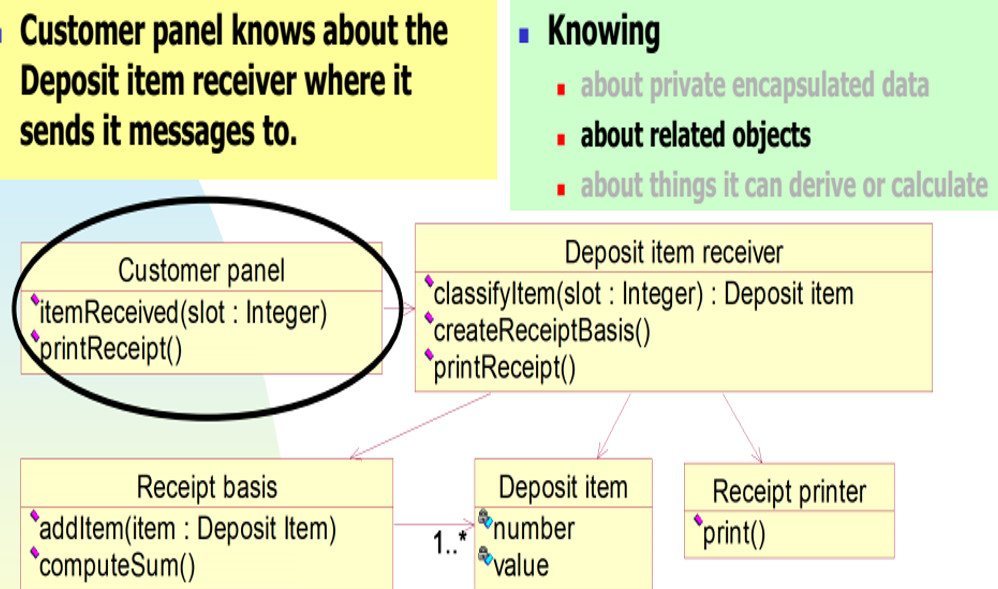 Customer panel knows about the
Deposit item receiver where it
sends it messages to.
Knowing
about private encapsulated data
about related objects
about things it can derive or calculate
Customer panel
itemReceived(slot : Integer)
printReceipt()
Deposit item receiver
classifyItem(slot : Integer) : Deposit item
createReceiptBasis()
printReceipt()
Receipt basis
addItem(item : Deposit Item)
computeSum()
1..*
Deposit item
number
value
Receipt printer
print()